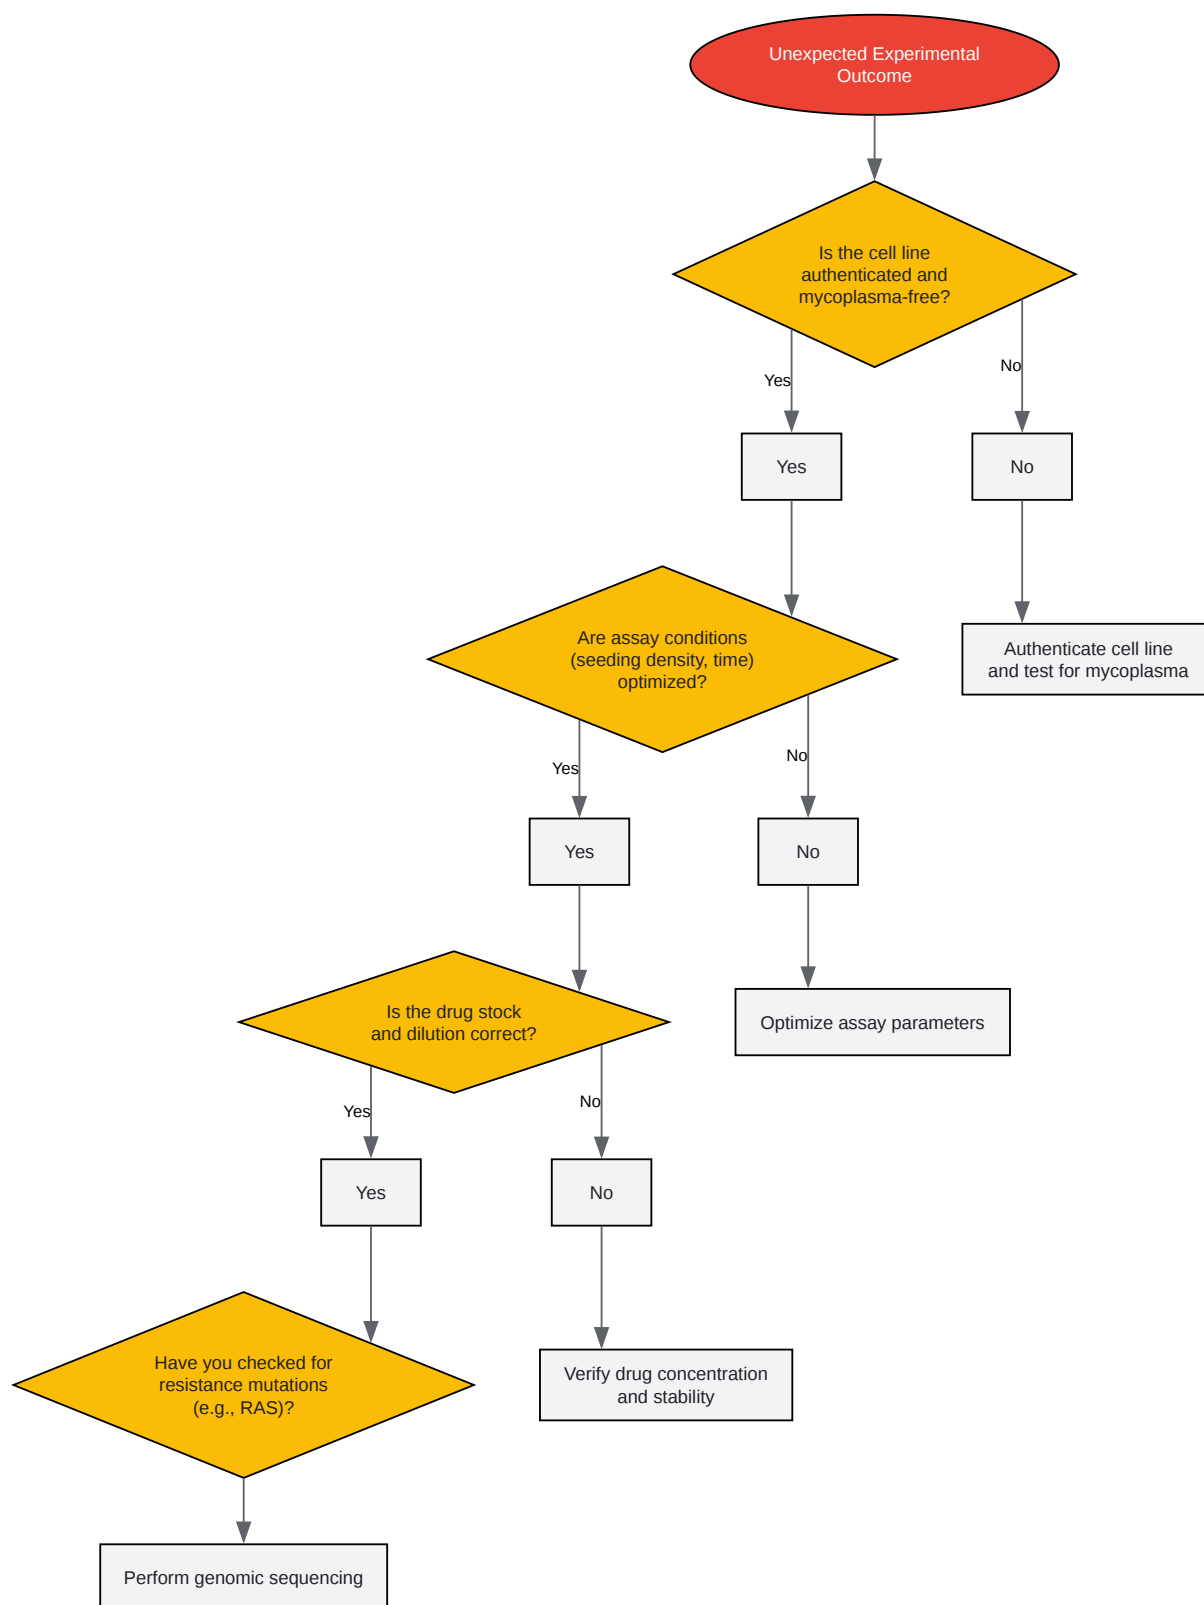 Unexpected Experimental
Outcome
Is the cell line
authenticated and
mycoplasma-free?
Yes
No
Yes
No
Are assay conditions
(seeding density, time)
optimized?
Authenticate cell line
and test for mycoplasma
Yes
No
Yes
No
Is the drug stock
and dilution correct?
Optimize assay parameters
Yes
No
Yes
No
Have you checked for
resistance mutations
(e.g., RAS)?
Verify drug concentration
and stability
Perform genomic sequencing